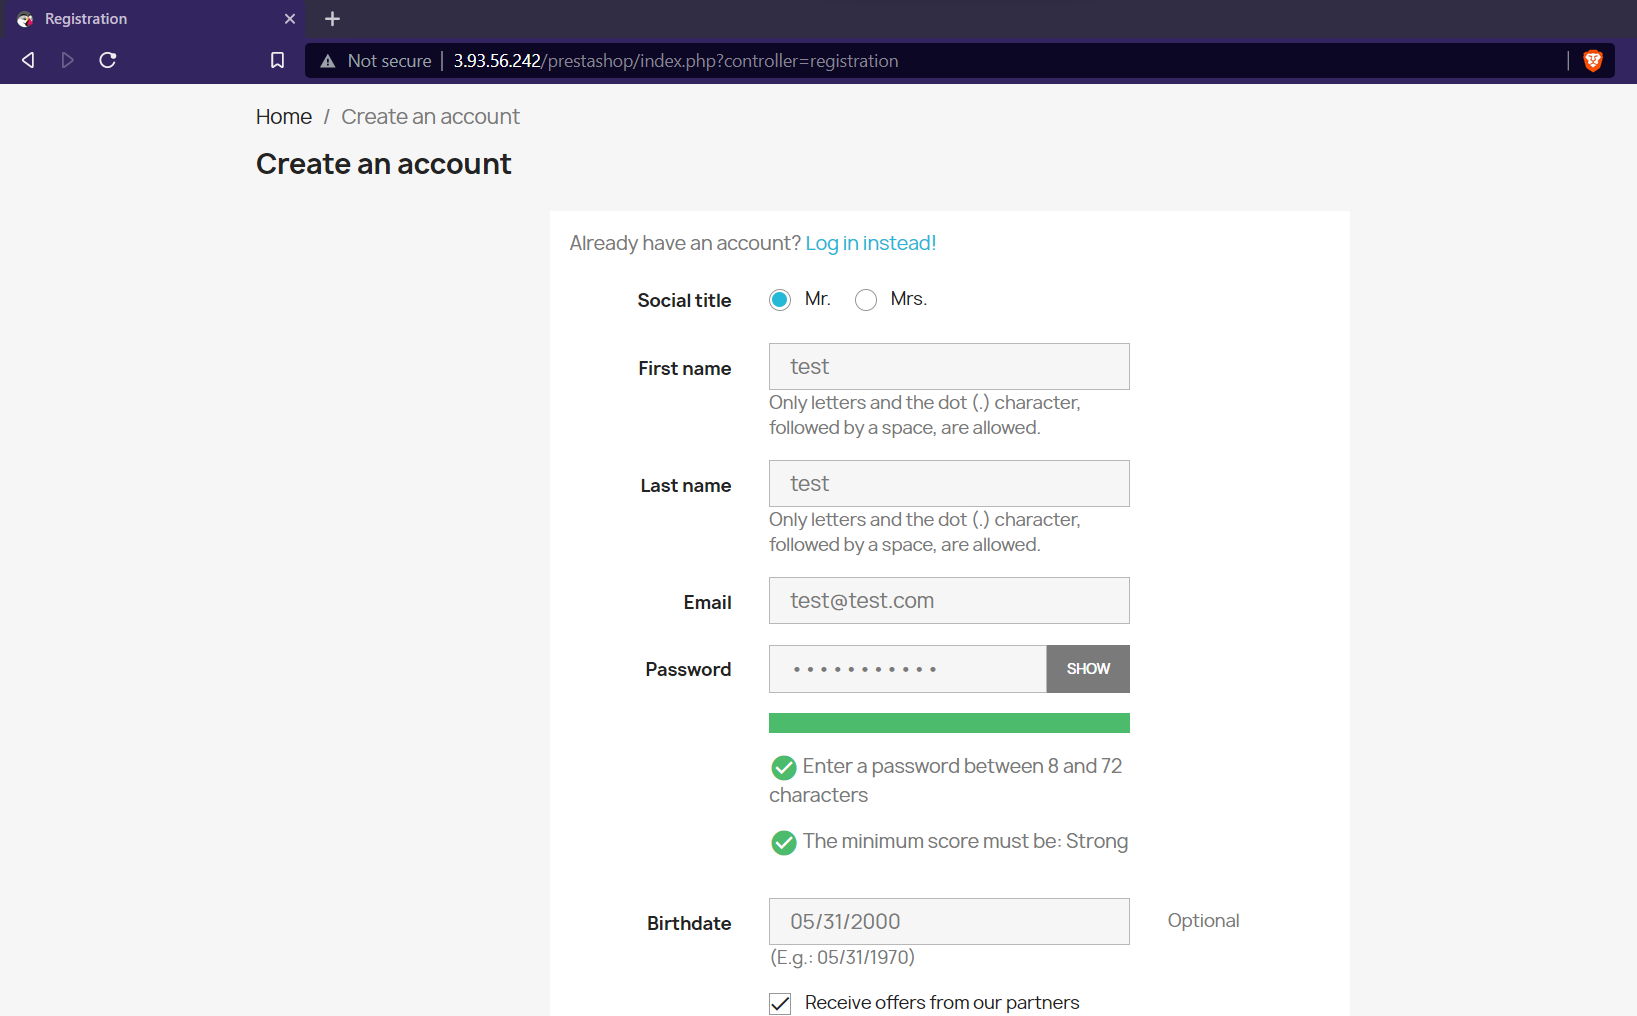 Registration
Not secure 3.93.56.242/prestashop/index.php?controller=registration
Home / Create an account
Create an account
Already have an account? Log in instead!
Social title Mr. Mrs.
First name test
Only letters and the dot (.) character,
followed by a space, are allowed.
Last name test
Only letters and the dot (.) character,
followed by a space, are allowed.
Email test@test.com
Password ••••••••••• SHOW
Enter a password between 8 and 72
characters
The minimum score must be: Strong
Birthdate 05/31/2000 Optional
(E.g.: 05/31/1970)
Receive offers from our partners